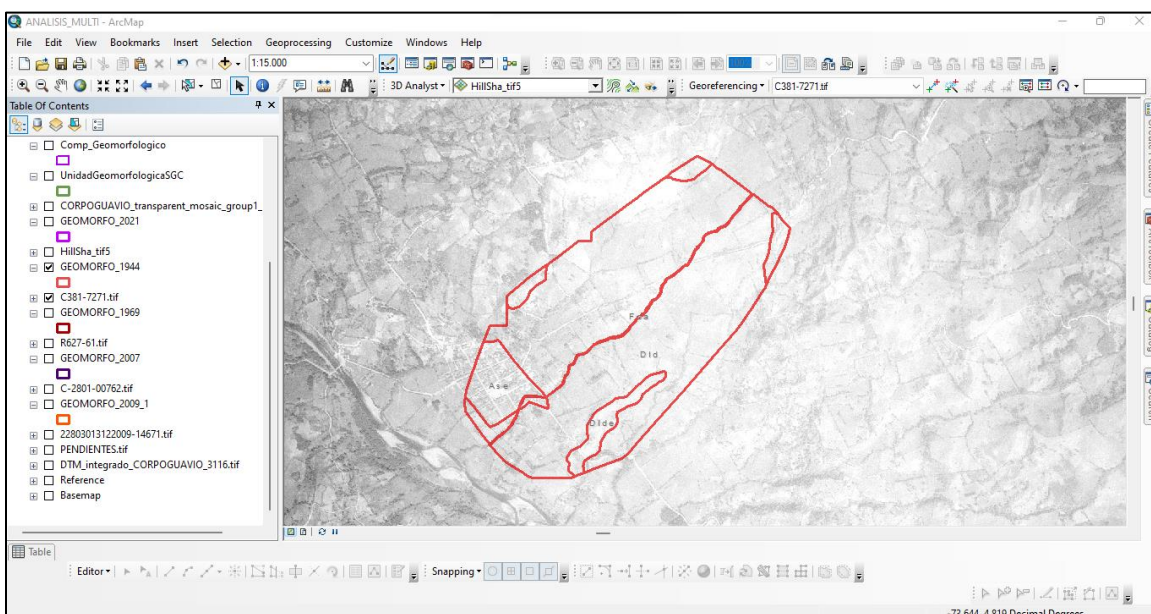 ANALISIS_MULTI - ArcMap
File Edit View Bookmarks Insert Selection Geoprocessing Customize Windows Help
1:15.000
3D Analyst HillSha_tif5 Georeferencing C381-7271.tif
Table Of Contents
Comp_Geomorfologico
UnidadGeomorfologicaSGC
CORPOGUAVIO_transparent_mosaic_group1_
GEOMORFO_2021
HillSha_tif5
GEOMORFO_1944
C381-7271.tif
GEOMORFO_1969
R627-61.tif
GEOMORFO_2007
C-2801-00762.tif
GEOMORFO_2009_1
22803013122009-14671.tif
PENDIENTES.tif
DTM_integrado_CORPOGUAVIO_3116.tif
Reference
Basemap
Dld
Dlde
Table
Editor Snapping
-73,644 4,819 Decimal Degrees